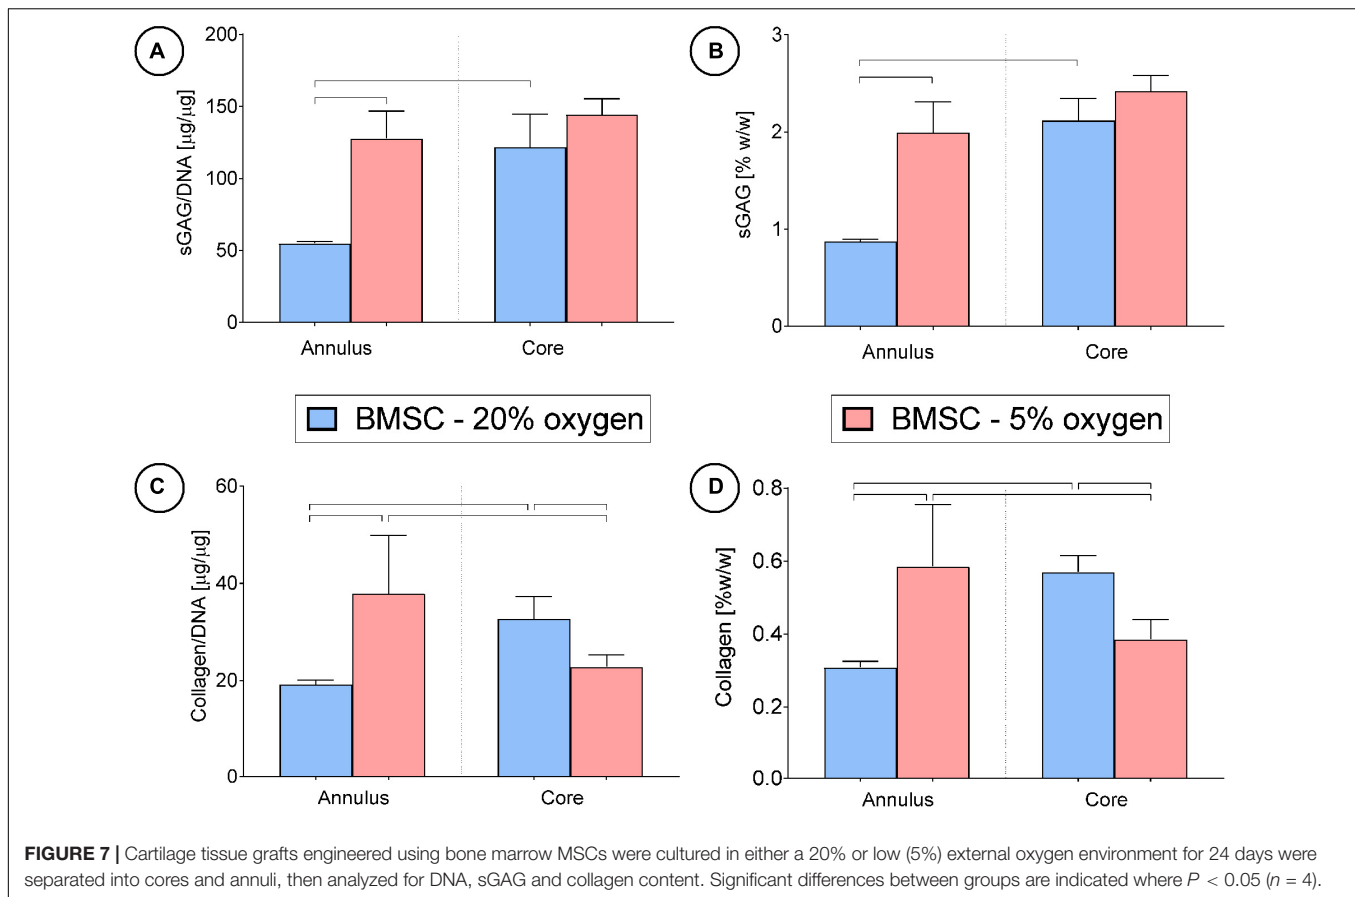 A
sGAG/DNA [µg/µg]
200
150
100
50
0
Annulus
Core
B
sGAG [% w/w]
3
2
1
0
Annulus
Core
BMSC - 20% oxygen
BMSC - 5% oxygen
C
Collagen/DNA [µg/µg]
60
40
20
0
Annulus
Core
D
Collagen [%w/w]
0.8
0.6
0.4
0.2
0.0
Annulus
Core
FIGURE 7 | Cartilage tissue grafts engineered using bone marrow MSCs were cultured in either a 20% or low (5%) external oxygen environment for 24 days were
separated into cores and annuli, then analyzed for DNA, sGAG and collagen content. Significant differences between groups are indicated where P < 0.05 (n = 4).